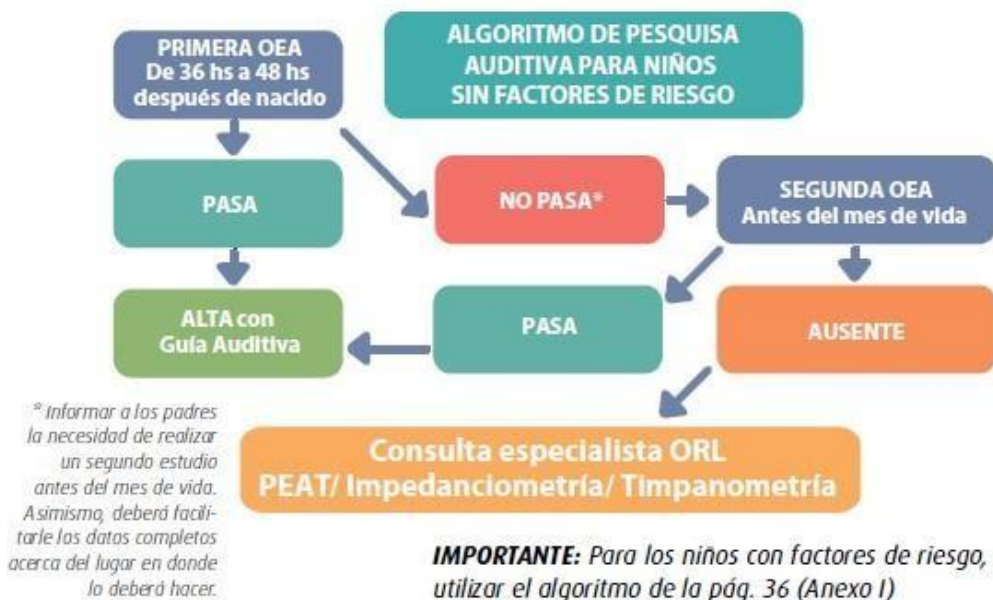 PRIMERA OEA
De 36 hs a 48 hs
después de nacido
ALGORITMO DE PESQUISA
AUDITIVA PARA NIÑOS
SIN FACTORES DE RIESGO
PASA
NO PASA*
SEGUNDA OEA
Antes del mes de vida
ALTA con
Guía Auditiva
PASA
AUSENTE
* Informar a los padres
la necesidad de realizar
un segundo estudio
antes del mes de vida.
Asimismo, deberá facili-
tarle los datos completos
acerca del lugar en donde
lo deberá hacer.
Consulta especialista ORL
PEAT/ Impedanciometría/ Timpanometría
IMPORTANTE: Para los niños con factores de riesgo,
utilizar el algoritmo de la pág. 36 (Anexo I)